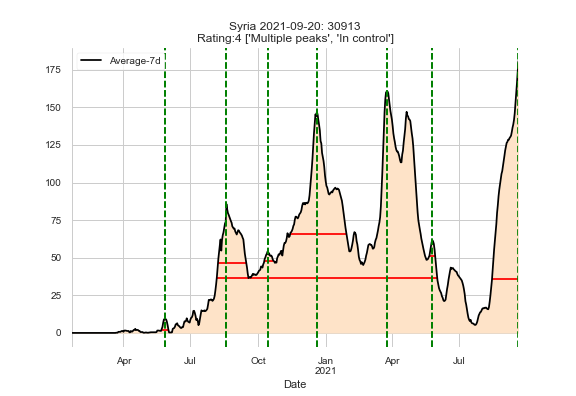 Syria 2021-09-20: 30913
Rating:4 ['Multiple peaks', 'In control']
Average-7d
175
150
125
100
75
50
25
0
Apr
Jul
Oct
Jan
2021
Apr
Jul
Date